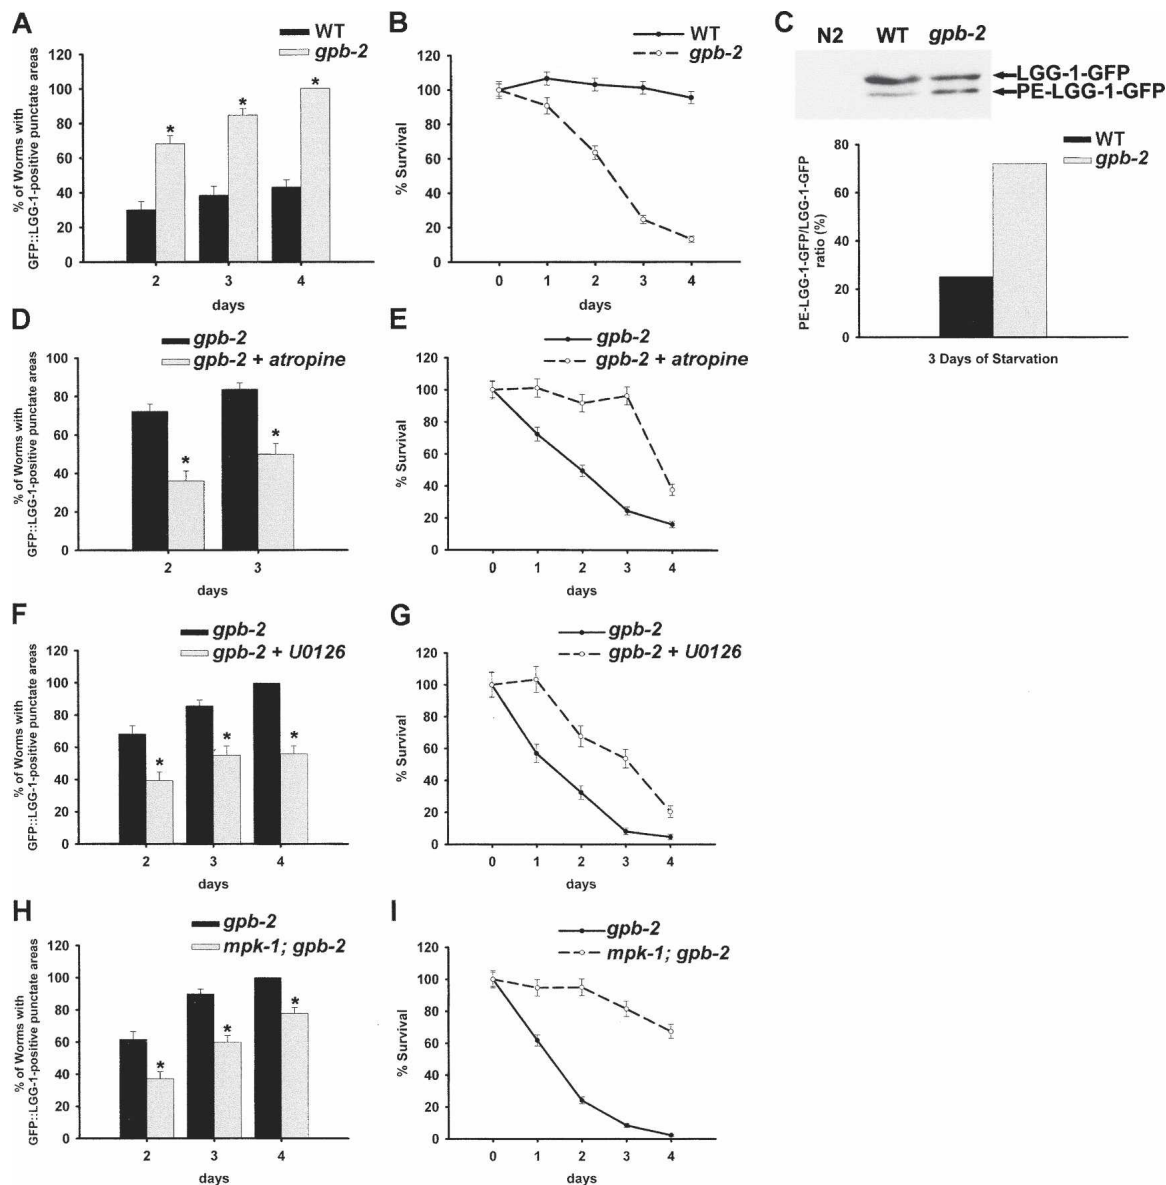 A
WT
gpb-2
% of Worms with
GFP::LGG-1-positive punctate areas
120
100
80
60
40
20
0
*
*
*
2 3 4
days
B
WT
gpb-2
% Survival
120
100
80
60
40
20
0
0 1 2 3 4
days
C
N2 WT gpb-2
LGG-1-GFP
PE-LGG-1-GFP
WT
gpb-2
PE-LGG-1-GFP/LGG-1-GFP
ratio (%)
80
60
40
20
0
3 Days of Starvation
D
gpb-2
gpb-2 + atropine
% of Worms with
GFP::LGG-1-positive punctate areas
100
80
60
40
20
0
*
*
2 3
days
E
gpb-2
gpb-2 + atropine
% Survival
120
100
80
60
40
20
0
0 1 2 3 4
days
F
gpb-2
gpb-2 + U0126
% of Worms with
GFP::LGG-1-positive punctate areas
120
100
80
60
40
20
0
*
*
*
2 3 4
days
G
gpb-2
gpb-2 + U0126
% Survival
120
100
80
60
40
20
0
0 1 2 3 4
days
H
gpb-2
mpk-1; gpb-2
% of Worms with
GFP::LGG-1-positive punctate areas
120
100
80
60
40
20
0
*
*
*
2 3 4
days
I
gpb-2
mpk-1; gpb-2
% Survival
120
100
80
60
40
20
0
0 1 2 3 4
days